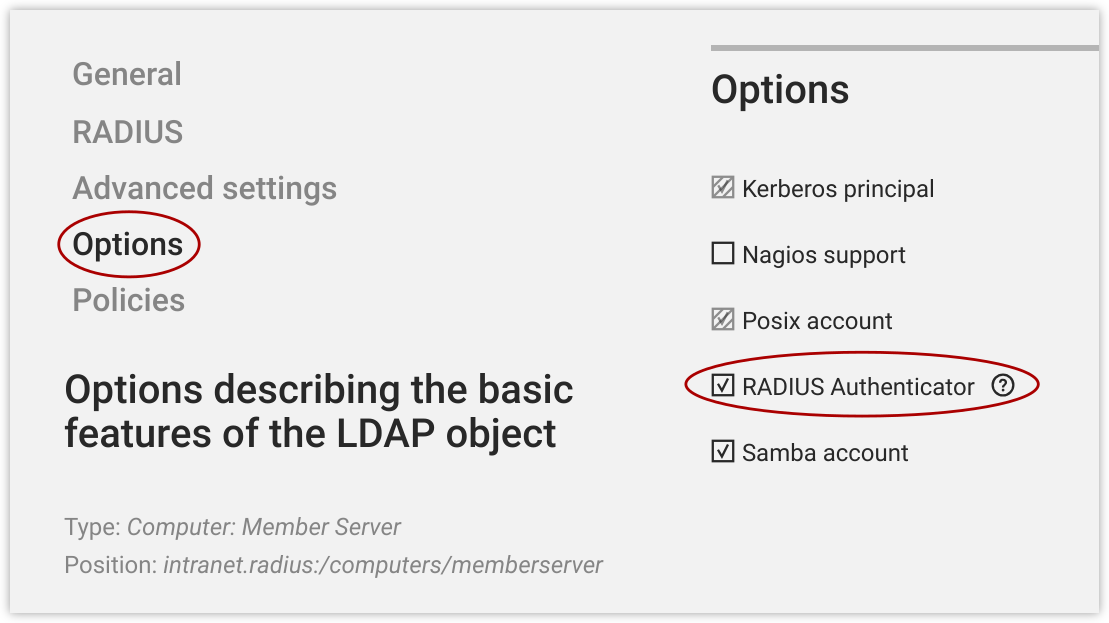 General
RADIUS
Advanced settings
Options
Policies
Options describing the basic
features of the LDAP object
Type: Computer: Member Server
Position: intranet.radius:/computers/memberserver
Options
Kerberos principal
Nagios support
Posix account
RADIUS Authenticator ?
Samba account